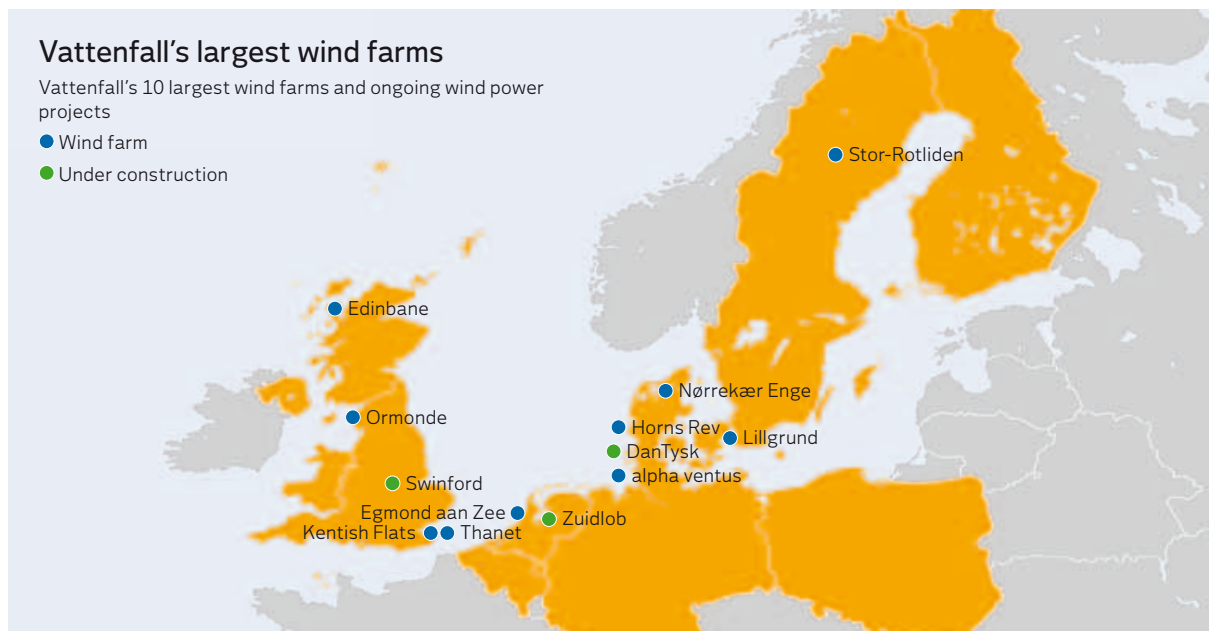 Vattenfall's largest wind farms
Vattenfall's 10 largest wind farms and ongoing wind power
projects
Wind farm
Under construction
Stor-Rotliden
Edinbane
Nørrekær Enge
Ormonde
Horns Rev
Lillgrund
DanTysk
alpha ventus
Swinford
Egmond aan Zee
Zuidlob
Kentish Flats
Thanet